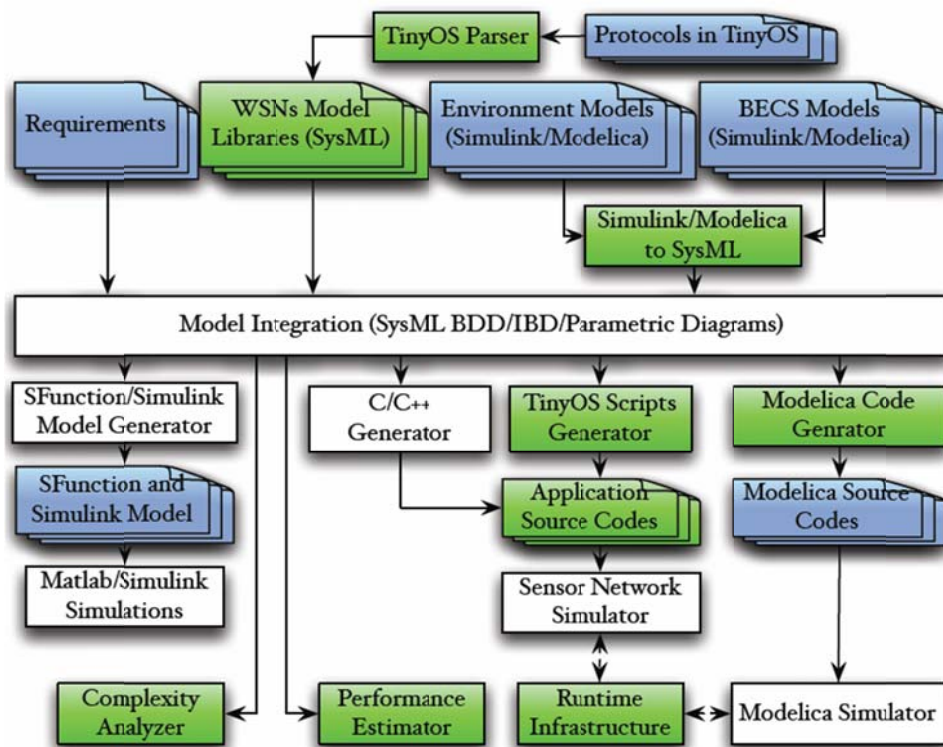 TinyOS Parser
Protocols in TinyOS
Requirements
WSNs Model
Libraries (SysML)
Environment Models
(Simulink/Modelica)
BECS Models
(Simulink/Modelica)
Simulink/Modelica
to SysML
Model Integration (SysML BDD/IBD/Parametric Diagrams)
SFunction/Simulink
Model Generator
C/C++
Generator
TinyOS Scripts
Generator
Modelica Code
Genrator
SFunction and
Simulink Model
Application
Source Codes
Modelica Source
Codes
Matlab/Simulink
Simulations
Sensor Network
Simulator
Complexity
Analyzer
Performance
Estimator
Runtime
Infrastructure
Modelica Simulator